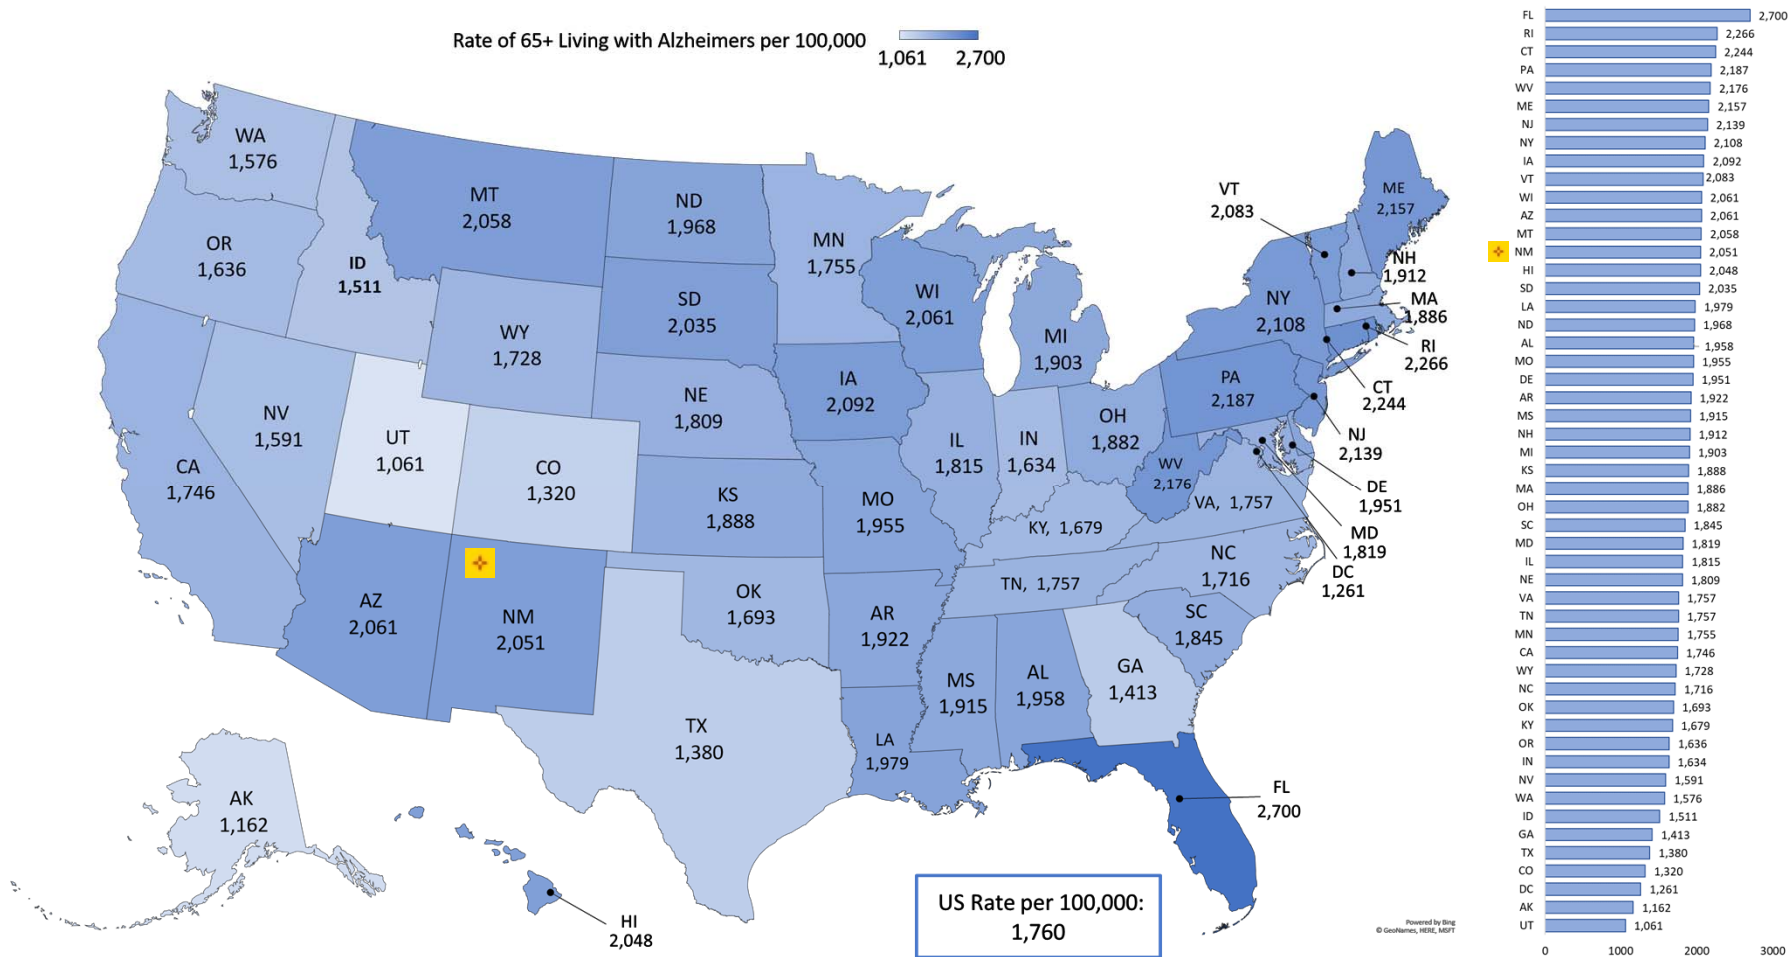 Rate of 65+ Living with Alzheimers per 100,000
1,061 2,700
WA
1,576
OR
1,636
ID
1,511
MT
2,058
ND
1,968
MN
1,755
SD
2,035
WI
2,061
WY
1,728
MI
1,903
NY
2,108
VT
2,083
ME
2,157
NH
1,912
MA
1,886
RI
2,266
CT
2,244
NJ
2,139
DE
1,951
MD
1,819
DC
1,261
PA
2,187
IA
2,092
NE
1,809
NV
1,591
UT
1,061
CO
1,320
CA
1,746
KS
1,888
MO
1,955
IL
1,815
IN
1,634
OH
1,882
WV
2,176
VA, 1,757
KY, 1,679
TN, 1,757
NC
1,716
SC
1,845
AZ
2,061
NM
2,051
OK
1,693
AR
1,922
MS
1,915
AL
1,958
GA
1,413
TX
1,380
LA
1,979
FL
2,700
AK
1,162
HI
2,048
US Rate per 100,000:
1,760
Powered by Bing
© GeoNames, HERE, MSFT
FL 2,700
RI 2,266
CT 2,244
PA 2,187
WV 2,176
ME 2,157
NJ 2,139
NY 2,108
IA 2,092
VT 2,083
WI 2,061
AZ 2,061
MT 2,058
NM 2,051
HI 2,048
SD 2,035
LA 1,979
ND 1,968
AL 1,958
MO 1,955
DE 1,951
AR 1,922
MS 1,915
NH 1,912
MI 1,903
KS 1,888
MA 1,886
OH 1,882
SC 1,845
MD 1,819
IL 1,815
NE 1,809
VA 1,757
TN 1,757
MN 1,755
CA 1,746
WY 1,728
NC 1,716
OK 1,693
KY 1,679
OR 1,636
IN 1,634
NV 1,591
WA 1,576
ID 1,511
GA 1,413
TX 1,380
CO 1,320
DC 1,261
AK 1,162
UT 1,061
0 1000 2000 3000